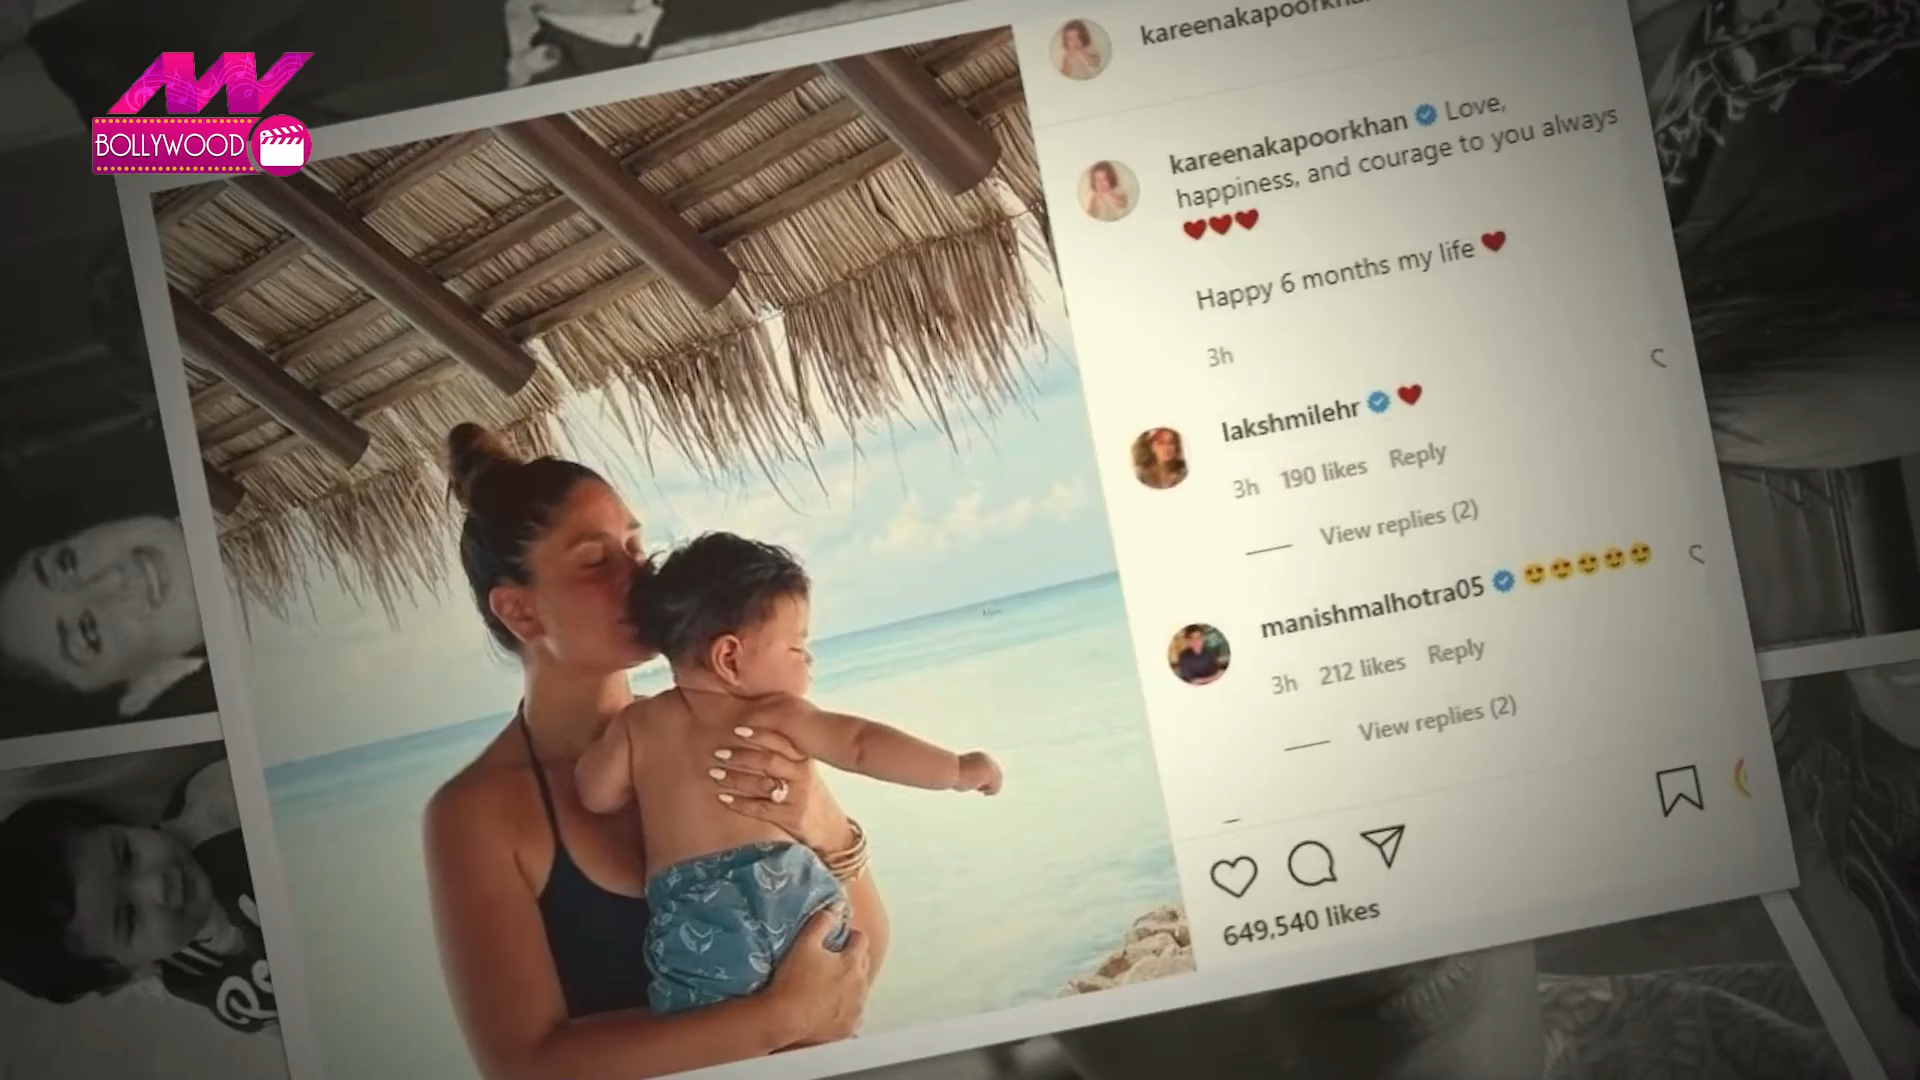 BOLLYWOOD
kareenakapoorkha
kareenakapoorkhan Love,
happiness, and courage to you always
❤❤❤
Happy 6 months my life ❤
3h
lakshmilehr ❤
3h 190 likes Reply
View replies (2)
manishmalhotra05 😍😍😍😍😍
3h 212 likes Reply
View replies (2)
649,540 likes